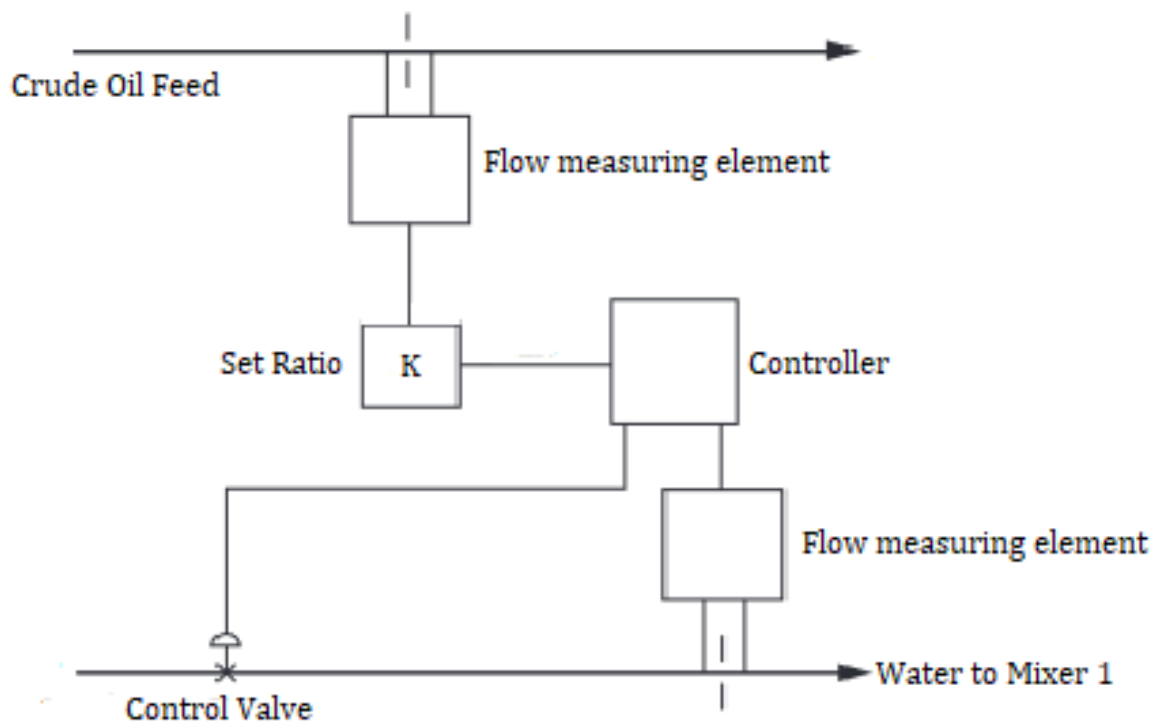 Crude Oil Feed
Flow measuring element
Set Ratio
K
Controller
Flow measuring element
Water to Mixer 1
Control Valve